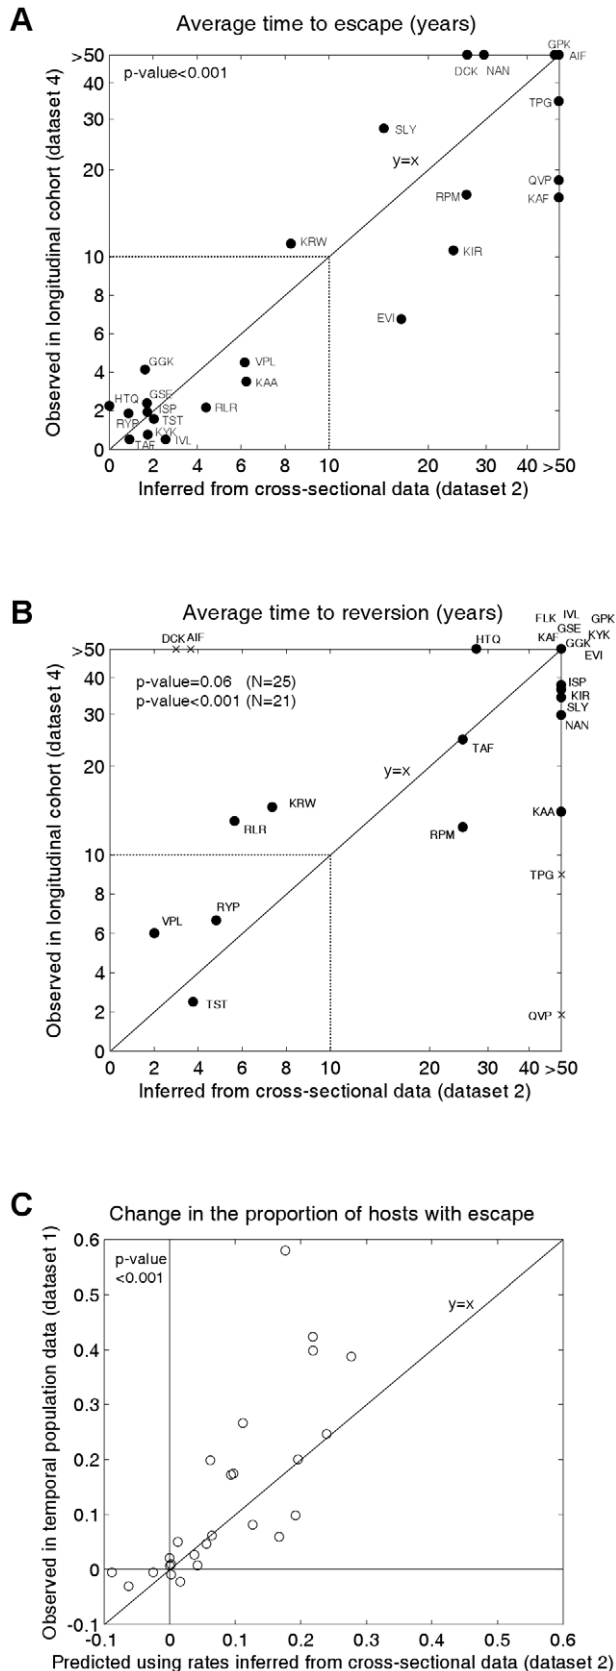 A
Average time to escape (years)
Observed in longitudinal cohort (dataset 4)
>50
40
30
20
10
8
6
4
2
0
p-value<0.001
GPK
AIF
DCK
NAN
TPG
SLY
y=x
QVP
RPM
KAF
KRW
KIR
EVI
GGK
VPL
KAA
HTQ
GSE
ISP
RLR
RYP
TST
KYK
TAF
IVL
0 2 4 6 8 10 20 30 40 >50
Inferred from cross-sectional data (dataset 2)
B
Average time to reversion (years)
Observed in longitudinal cohort (dataset 4)
>50
40
30
20
10
8
6
4
2
0
FLK IVL GPK
GSE KYK
DCK AIF
HTQ
KAF GGK
EVI
p-value=0.06 (N=25)
p-value<0.001 (N=21)
ISP
KIR
SLY
NAN
TAF
y=x
KRW
RLR
RPM
KAA
TPG
RYP
VPL
TST
QVP
0 2 4 6 8 10 20 30 40 >50
Inferred from cross-sectional data (dataset 2)
C
Change in the proportion of hosts with escape
Observed in temporal population data (dataset 1)
0.6
0.5
0.4
0.3
0.2
0.1
0
-0.1
p-value
<0.001
y=x
-0.1 0 0.1 0.2 0.3 0.4 0.5 0.6
Predicted using rates inferred from cross-sectional data (dataset 2)